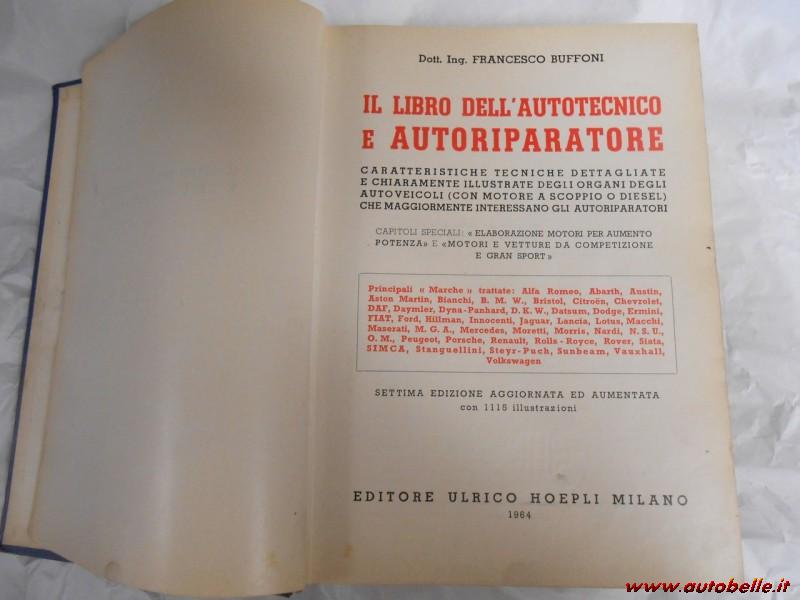 Dott. Ing. FRANCESCO BUFFONI
IL LIBRO DELL'AUTOTECNICO
E AUTORIPARATORE
CARATTERISTICHE TECNICHE DETTAGLIATE
E CHIARAMENTE ILLUSTRATE DEGLI ORGANI DEGLI
AUTOVEICOLI (CON MOTORE A SCOPPIO O DIESEL)
CHE MAGGIORMENTE INTERESSANO GLI AUTORIPARATORI
CAPITOLI SPECIALI: « ELABORAZIONE MOTORI PER AUMENTO
POTENZA» E «MOTORI E VETTURE DA COMPETIZIONE
E GRAN SPORT»
Principali « Marche » trattate: Alfa Romeo, Abarth, Austin,
Aston Martin, Bianchi, B. M. W., Bristol, Citroën, Chevrolet,
DAF, Daymler, Dyna-Panhard, D. K. W., Datsum, Dodge, Ermini,
FIAT, Ford, Hillman, Innocenti, Jaguar, Lancia, Lotus, Macchi,
Maserati, M. G. A., Mercedes, Moretti, Morris, Nardi, N. S. U.,
O. M., Peugeot, Porsche, Renault, Rolls-Royce, Rover, Siata,
SIMCA, Stanguellini, Steyr-Puch, Sunbeam, Vauxhall,
Volkswagen
SETTIMA EDIZIONE AGGIORNATA ED AUMENTATA
con 1115 illustrazioni
EDITORE ULRICO HOEPLI MILANO
1964
www.autobelle.it